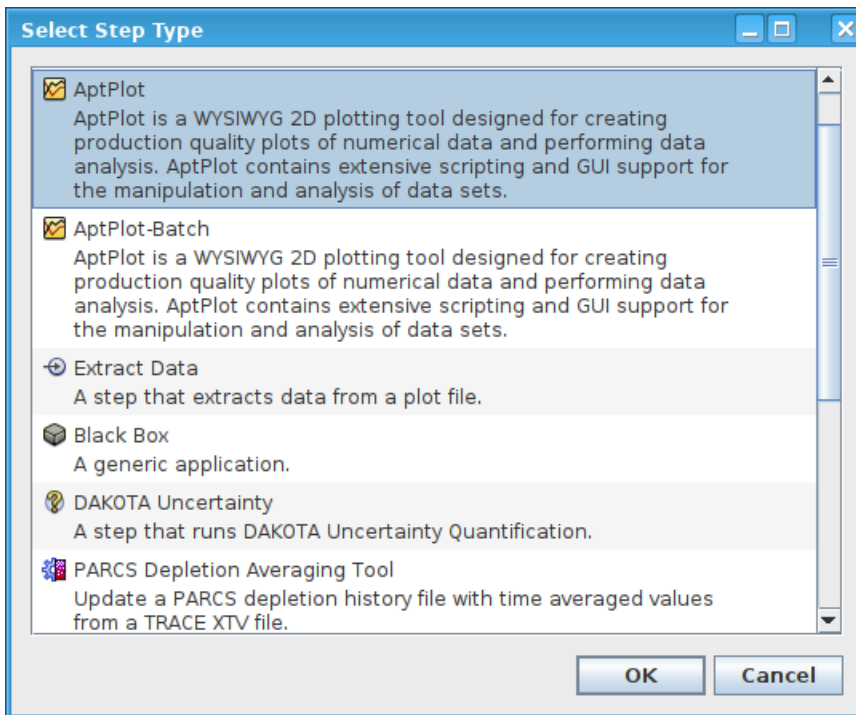 Select Step Type
AptPlot
AptPlot is a WYSIWYG 2D plotting tool designed for creating
production quality plots of numerical data and performing data
analysis. AptPlot contains extensive scripting and GUI support for
the manipulation and analysis of data sets.
AptPlot-Batch
AptPlot is a WYSIWYG 2D plotting tool designed for creating
production quality plots of numerical data and performing data
analysis. AptPlot contains extensive scripting and GUI support for
the manipulation and analysis of data sets.
Extract Data
A step that extracts data from a plot file.
Black Box
A generic application.
DAKOTA Uncertainty
A step that runs DAKOTA Uncertainty Quantification.
PARCS Depletion Averaging Tool
Update a PARCS depletion history file with time averaged values
from a TRACE XTV file.
OK Cancel